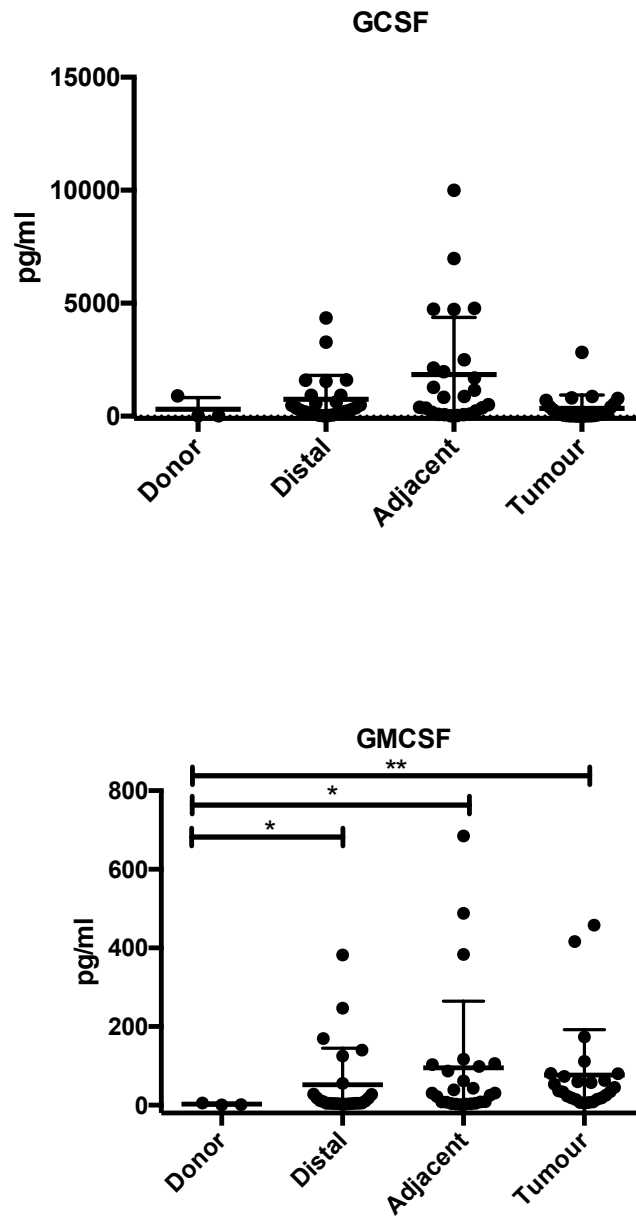 GCSF
15000
10000
5000
0
pg/ml
Donor
Distal
Adjacent
Tumour
GMCSF
**
*
*
800
600
400
200
0
pg/ml
Donor
Distal
Adjacent
Tumour